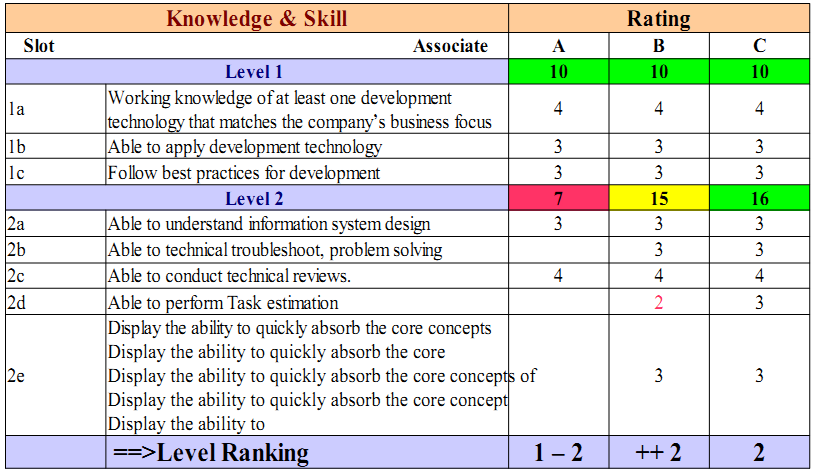 Knowledge & Skill Rating
Slot Associate A B C
Level 1 10 10 10
1a Working knowledge of at least one development
technology that matches the company’s business focus 4 4 4
1b Able to apply development technology 3 3 3
1c Follow best practices for development 3 3 3
Level 2 7 15 16
2a Able to understand information system design 3 3 3
2b Able to technical troubleshoot, problem solving 3 3
2c Able to conduct technical reviews. 4 4 4
2d Able to perform Task estimation 2 3
Display the ability to quickly absorb the core concepts
Display the ability to quickly absorb the core
2e Display the ability to quickly absorb the core concepts of 3 3
Display the ability to quickly absorb the core concept
Display the ability to
==>Level Ranking 1 – 2 ++ 2 2